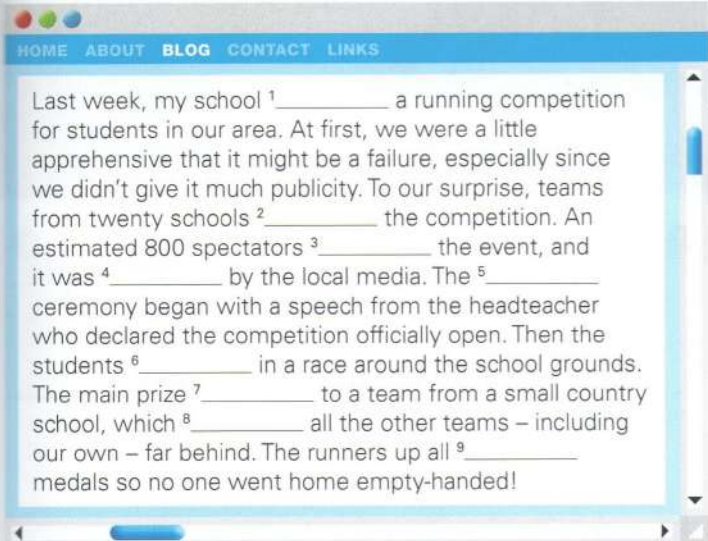 HOME ABOUT BLOG CONTACT LINKS
Last week, my school 1__________ a running competition
for students in our area. At first, we were a little
apprehensive that it might be a failure, especially since
we didn't give it much publicity. To our surprise, teams
from twenty schools 2__________ the competition. An
estimated 800 spectators 3__________ the event, and
it was 4__________ by the local media. The 5__________
ceremony began with a speech from the headteacher
who declared the competition officially open. Then the
students 6__________ in a race around the school grounds.
The main prize 7__________ to a team from a small country
school, which 8__________ all the other teams – including
our own – far behind. The runners up all 9__________
medals so no one went home empty-handed!